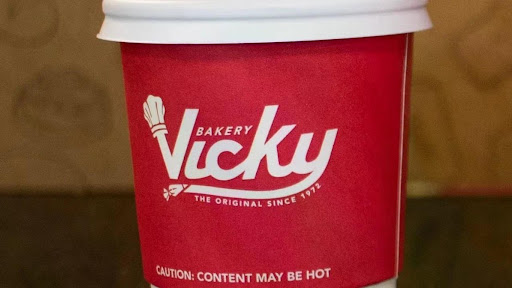 BAKERY
Vicky
THE ORIGINAL SINCE 1972
CAUTION: CONTENT MAY BE HOT